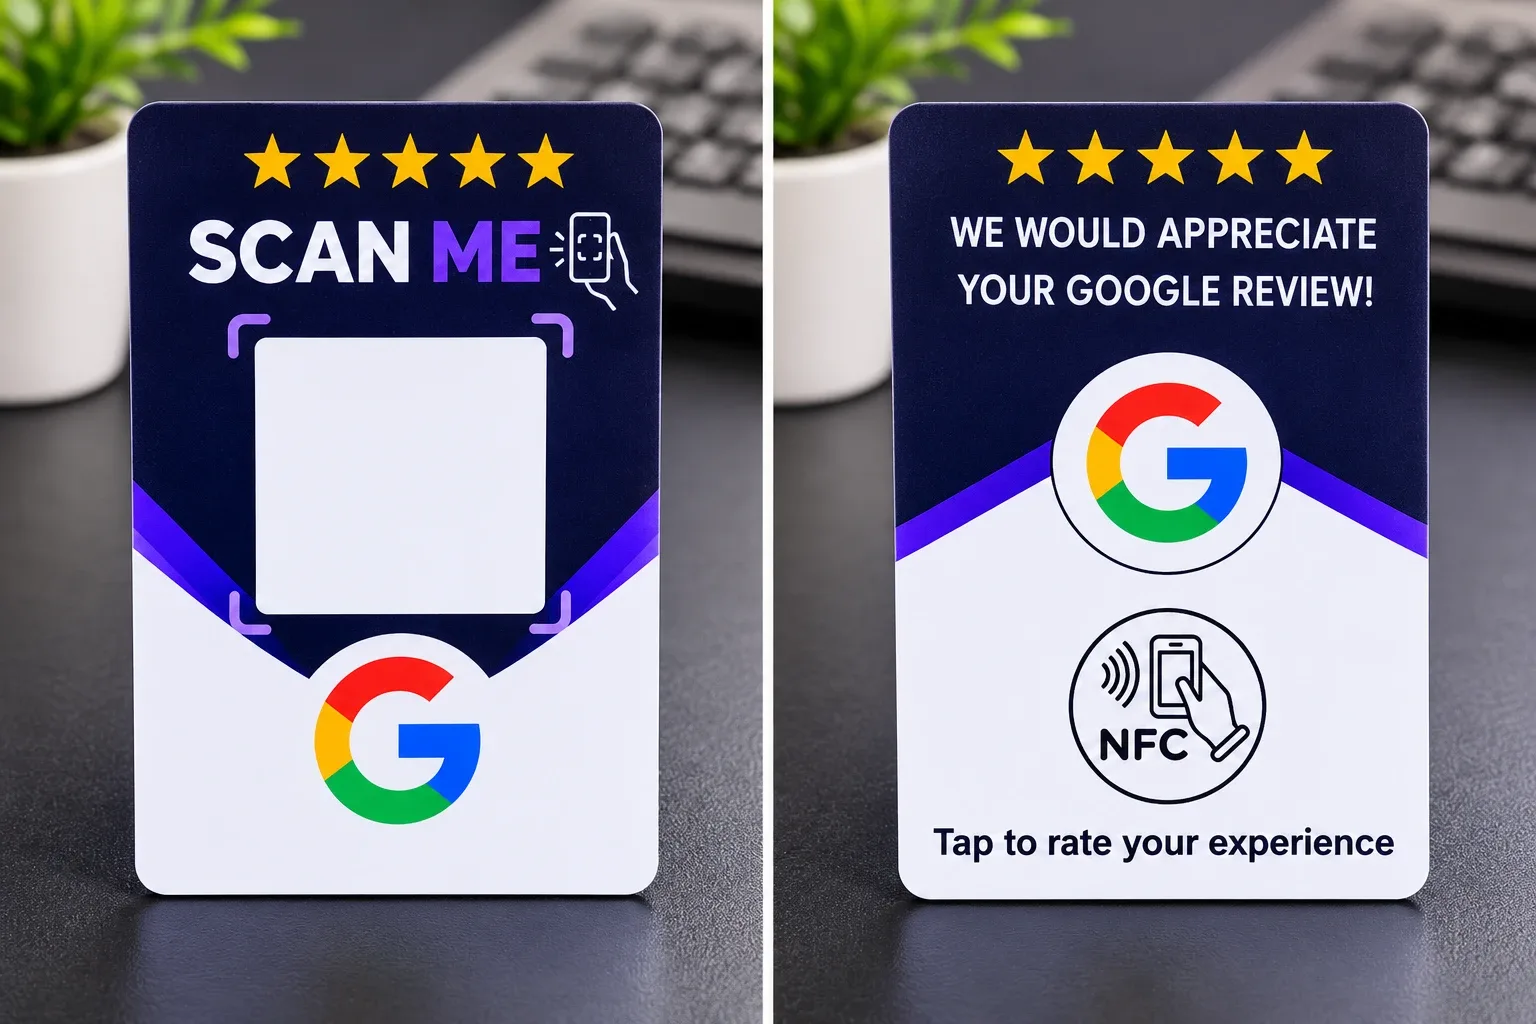 SCAN ME
WE WOULD APPRECIATE
YOUR GOOGLE REVIEW!
NFC
Tap to rate your experience